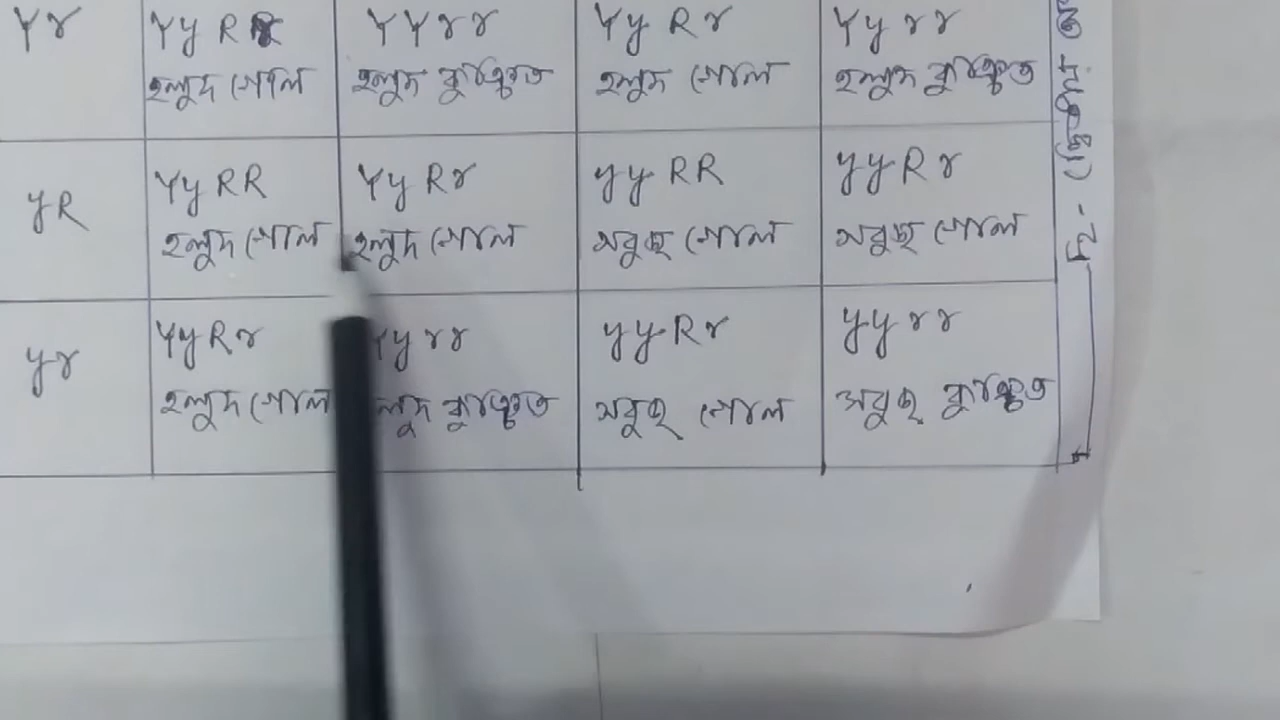 Yr YyRR YYrr YyRr Yyrr
হলুদ গোল হলুদ কুঞ্চিত হলুদ গোল হলুদ কুঞ্চিত
yR YyRR YyRr yyRR yyRr
হলুদ গোল হলুদ গোল সবুজ গোল সবুজ গোল
yr YyRr Yyrr yyRr yyrr
হলুদ গোল লুদ কুঞ্চিত সবুজ গোল সবুজ কুঞ্চিত